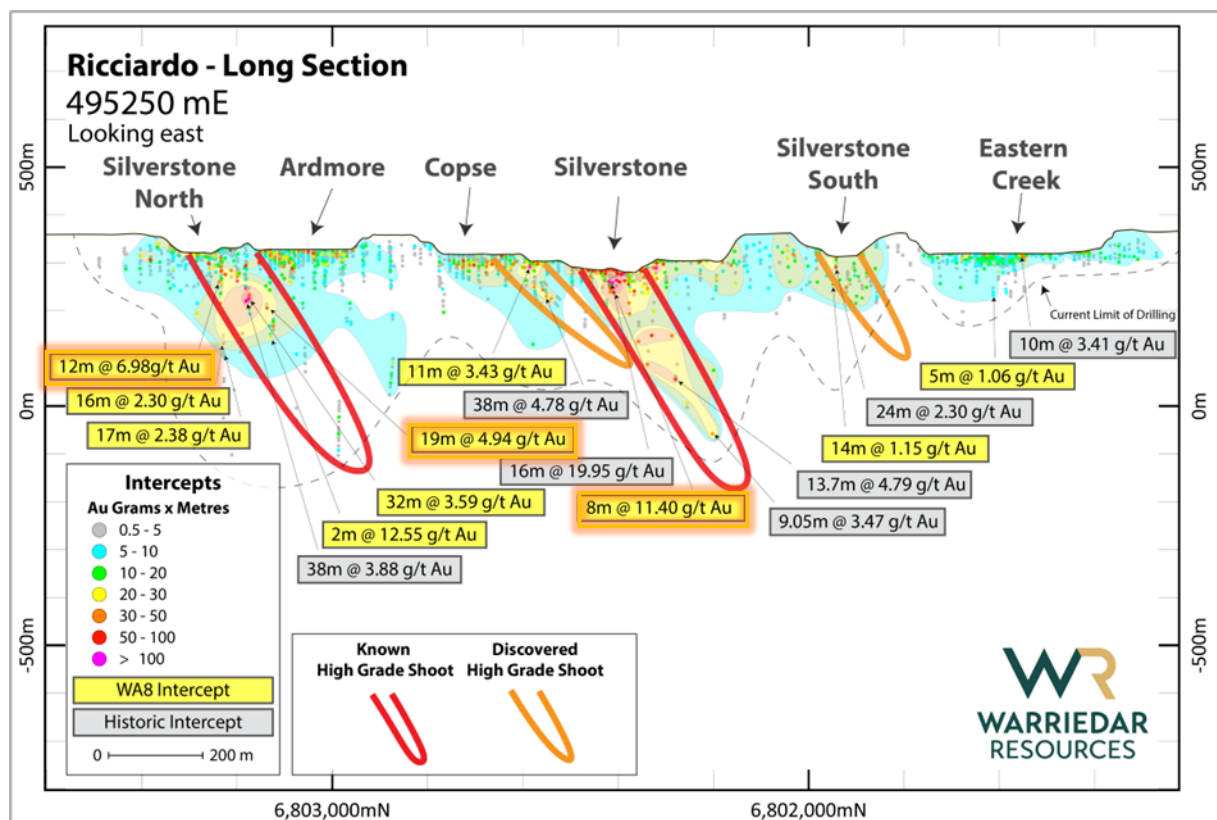 Ricciardo - Long Section
495250 mE
Looking east
Silverstone
North
Ardmore
Copse
Silverstone
Silverstone
South
Eastern
Creek
500m
0m
-500m
500m
0m
-500m
Current Limit of Drilling
12m @ 6.98g/t Au
16m @ 2.30 g/t Au
17m @ 2.38 g/t Au
11m @ 3.43 g/t Au
38m @ 4.78 g/t Au
19m @ 4.94 g/t Au
16m @ 19.95 g/t Au
32m @ 3.59 g/t Au
8m @ 11.40 g/t Au
2m @ 12.55 g/t Au
38m @ 3.88 g/t Au
10m @ 3.41 g/t Au
5m @ 1.06 g/t Au
24m @ 2.30 g/t Au
14m @ 1.15 g/t Au
13.7m @ 4.79 g/t Au
9.05m @ 3.47 g/t Au
Intercepts
Au Grams x Metres
0.5 - 5
5 - 10
10 - 20
20 - 30
30 - 50
50 - 100
> 100
WA8 Intercept
Historic Intercept
0 200 m
Known
High Grade Shoot
Discovered
High Grade Shoot
WR
WARRIEDAR
RESOURCES
6,803,000mN
6,802,000mN